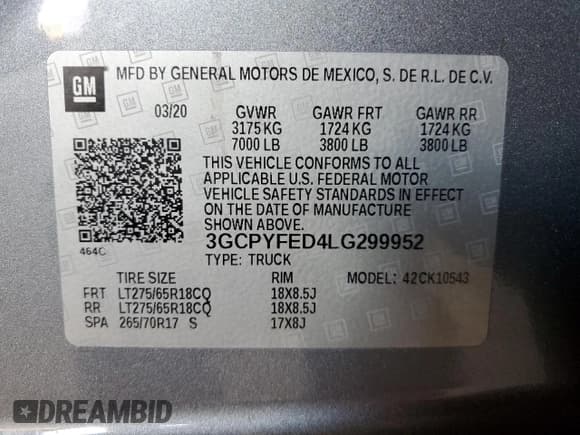 GM
MFD BY GENERAL MOTORS DE MEXICO, S. DE R.L. DE C.V.
03/20 GVWR GAWR FRT GAWR RR
3175 KG 1724 KG 1724 KG
7000 LB 3800 LB 3800 LB
THIS VEHICLE CONFORMS TO ALL
APPLICABLE U.S. FEDERAL MOTOR
VEHICLE SAFETY STANDARDS IN EFFECT
ON THE DATE OF MANUFACTURE
SHOWN ABOVE.
464C 3GCPYFED4LG299952
TYPE: TRUCK
TIRE SIZE RIM MODEL: 42CK10543
FRT LT275/65R18CQ 18X8.5J
RR LT275/65R18CQ 18X8.5J
SPA 265/70R17 S 17X8J
DREAMBID